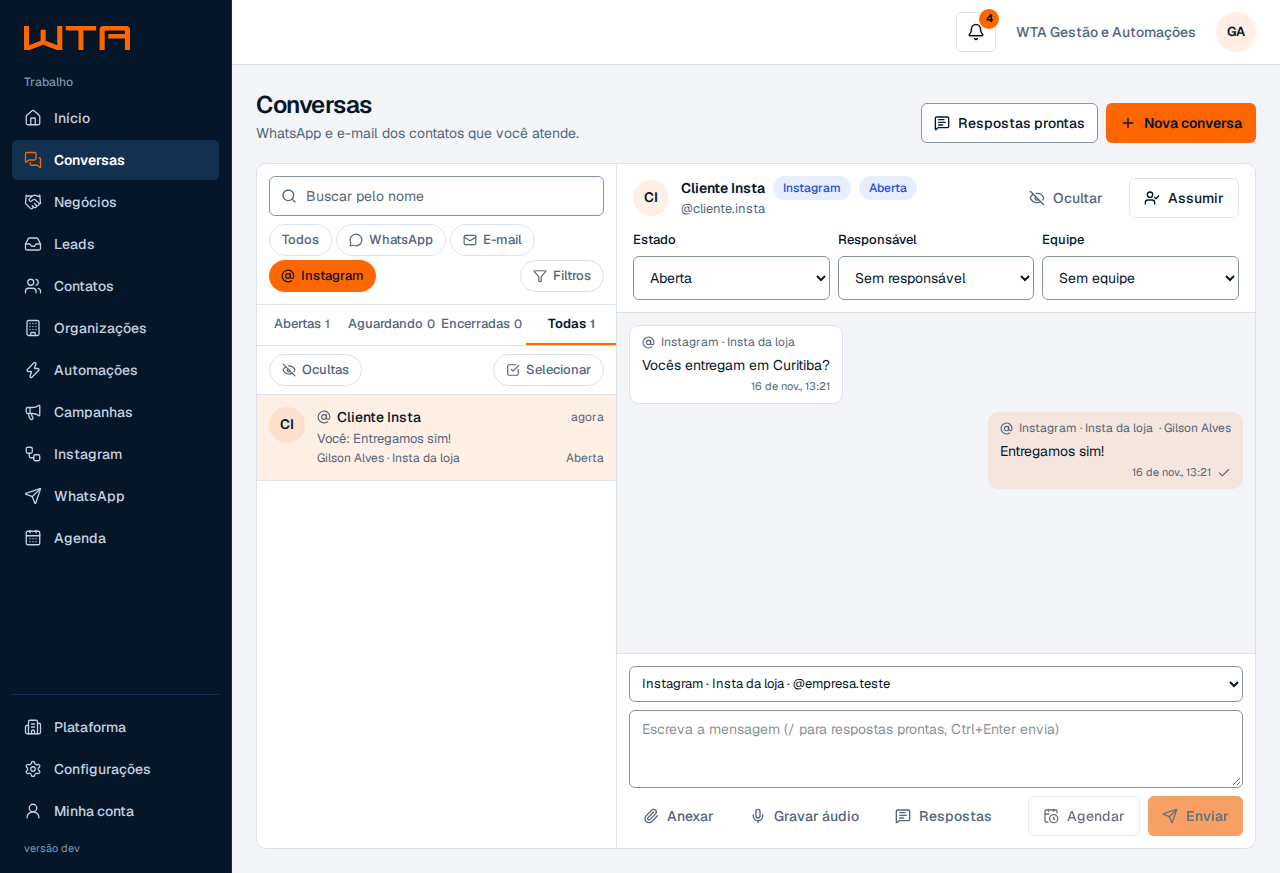 WTA
Trabalho
Início
Conversas
Negócios
Leads
Contatos
Organizações
Automações
Campanhas
Instagram
WhatsApp
Agenda
Plataforma
Configurações
Minha conta
versão dev
4
WTA Gestão e Automações
GA
Conversas
WhatsApp e e-mail dos contatos que você atende.
Respostas prontas
Nova conversa
Buscar pelo nome
Todos WhatsApp E-mail
Instagram Filtros
Abertas 1 Aguardando 0 Encerradas 0 Todas 1
Ocultas Selecionar
CI
Cliente Insta agora
Você: Entregamos sim!
Gilson Alves · Insta da loja Aberta
CI
Cliente Insta Instagram Aberta
@cliente.insta
Ocultar Assumir
Estado Responsável Equipe
Aberta Sem responsável Sem equipe
Instagram · Insta da loja
Vocês entregam em Curitiba?
16 de nov., 13:21
Instagram · Insta da loja · Gilson Alves
Entregamos sim!
16 de nov., 13:21
Instagram · Insta da loja · @empresa.teste
Escreva a mensagem (/ para respostas prontas, Ctrl+Enter envia)
Anexar Gravar áudio Respostas Agendar Enviar